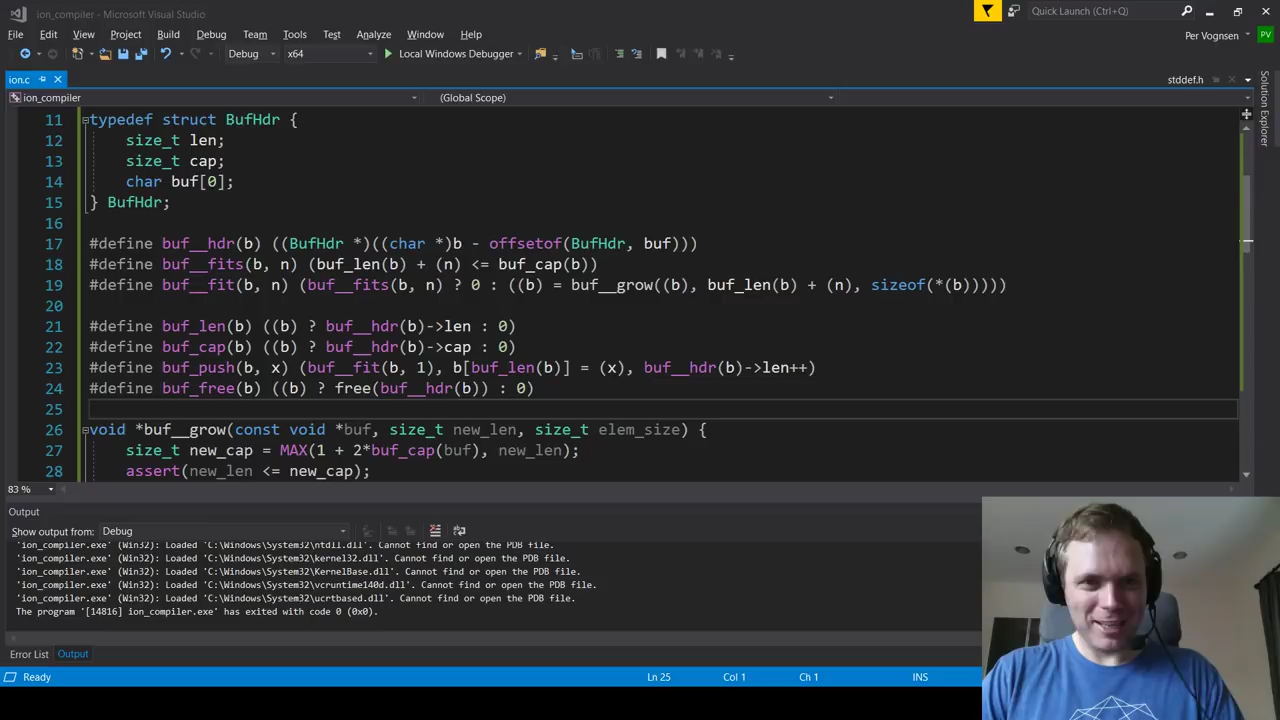 ion_compiler - Microsoft Visual Studio
Quick Launch (Ctrl+Q)
File Edit View Project Build Debug Team Tools Test Analyze Window Help
Per Vognsen PV
Debug x64 Local Windows Debugger
ion.c stddef.h
ion_compiler (Global Scope)
Solution Explorer
11 typedef struct BufHdr {
12 size_t len;
13 size_t cap;
14 char buf[0];
15 } BufHdr;
16
17 #define buf__hdr(b) ((BufHdr *)((char *)b - offsetof(BufHdr, buf)))
18 #define buf__fits(b, n) (buf_len(b) + (n) <= buf_cap(b))
19 #define buf__fit(b, n) (buf__fits(b, n) ? 0 : ((b) = buf__grow((b), buf_len(b) + (n), sizeof(*(b)))))
20
21 #define buf_len(b) ((b) ? buf__hdr(b)->len : 0)
22 #define buf_cap(b) ((b) ? buf__hdr(b)->cap : 0)
23 #define buf_push(b, x) (buf__fit(b, 1), b[buf_len(b)] = (x), buf__hdr(b)->len++)
24 #define buf_free(b) ((b) ? free(buf__hdr(b)) : 0)
25
26 void *buf__grow(const void *buf, size_t new_len, size_t elem_size) {
27 size_t new_cap = MAX(1 + 2*buf_cap(buf), new_len);
28 assert(new_len <= new_cap);
83 %
Output
Show output from: Debug
'ion_compiler.exe' (Win32): Loaded 'C:\Windows\System32\ntdll.dll'. Cannot find or open the PDB file.
'ion_compiler.exe' (Win32): Loaded 'C:\Windows\System32\kernel32.dll'. Cannot find or open the PDB file.
'ion_compiler.exe' (Win32): Loaded 'C:\Windows\System32\KernelBase.dll'. Cannot find or open the PDB file.
'ion_compiler.exe' (Win32): Loaded 'C:\Windows\System32\vcruntime140d.dll'. Cannot find or open the PDB file.
'ion_compiler.exe' (Win32): Loaded 'C:\Windows\System32\ucrtbased.dll'. Cannot find or open the PDB file.
The program '[14816] ion_compiler.exe' has exited with code 0 (0x0).
Error List Output
Ready Ln 25 Col 1 Ch 1 INS